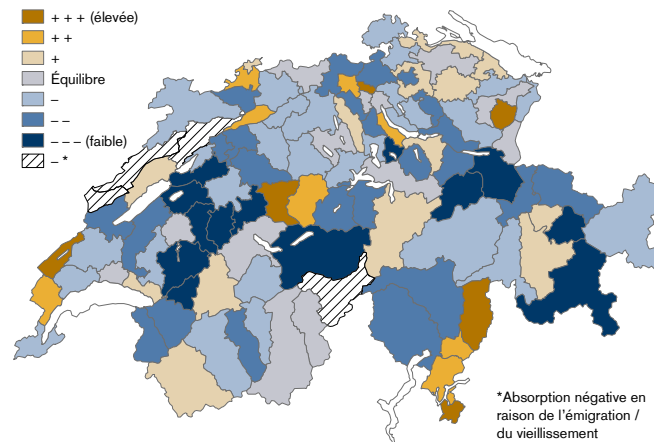 + + + (élevée)
+ +
+
Équilibre
–
– –
– – – (faible)
– *
*Absorption négative en
raison de l'émigration /
du vieillissement